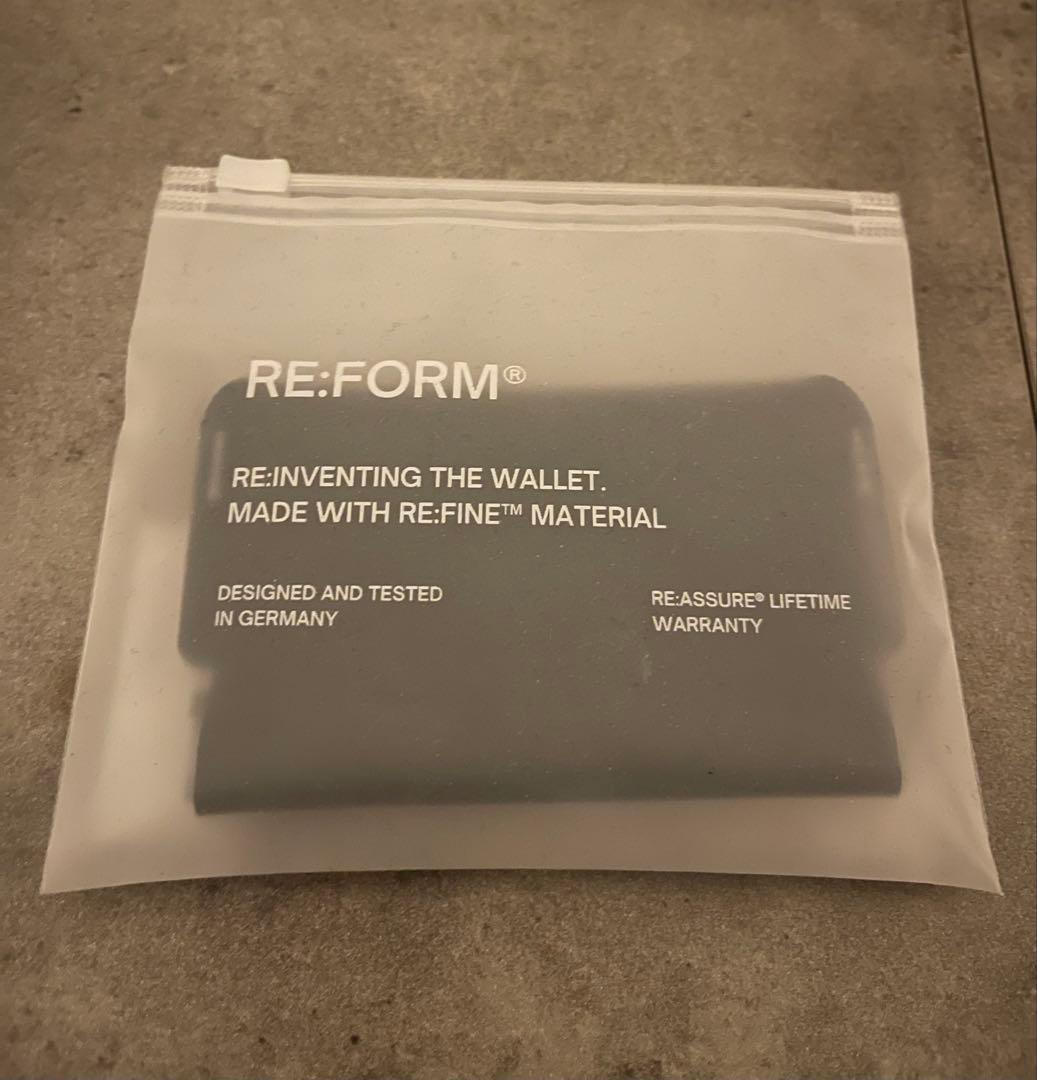 RE:FORM®
RE:INVENTING THE WALLET.
MADE WITH RE:FINE™ MATERIAL
DESIGNED AND TESTED
IN GERMANY
RE:ASSURE® LIFETIME
WARRANTY